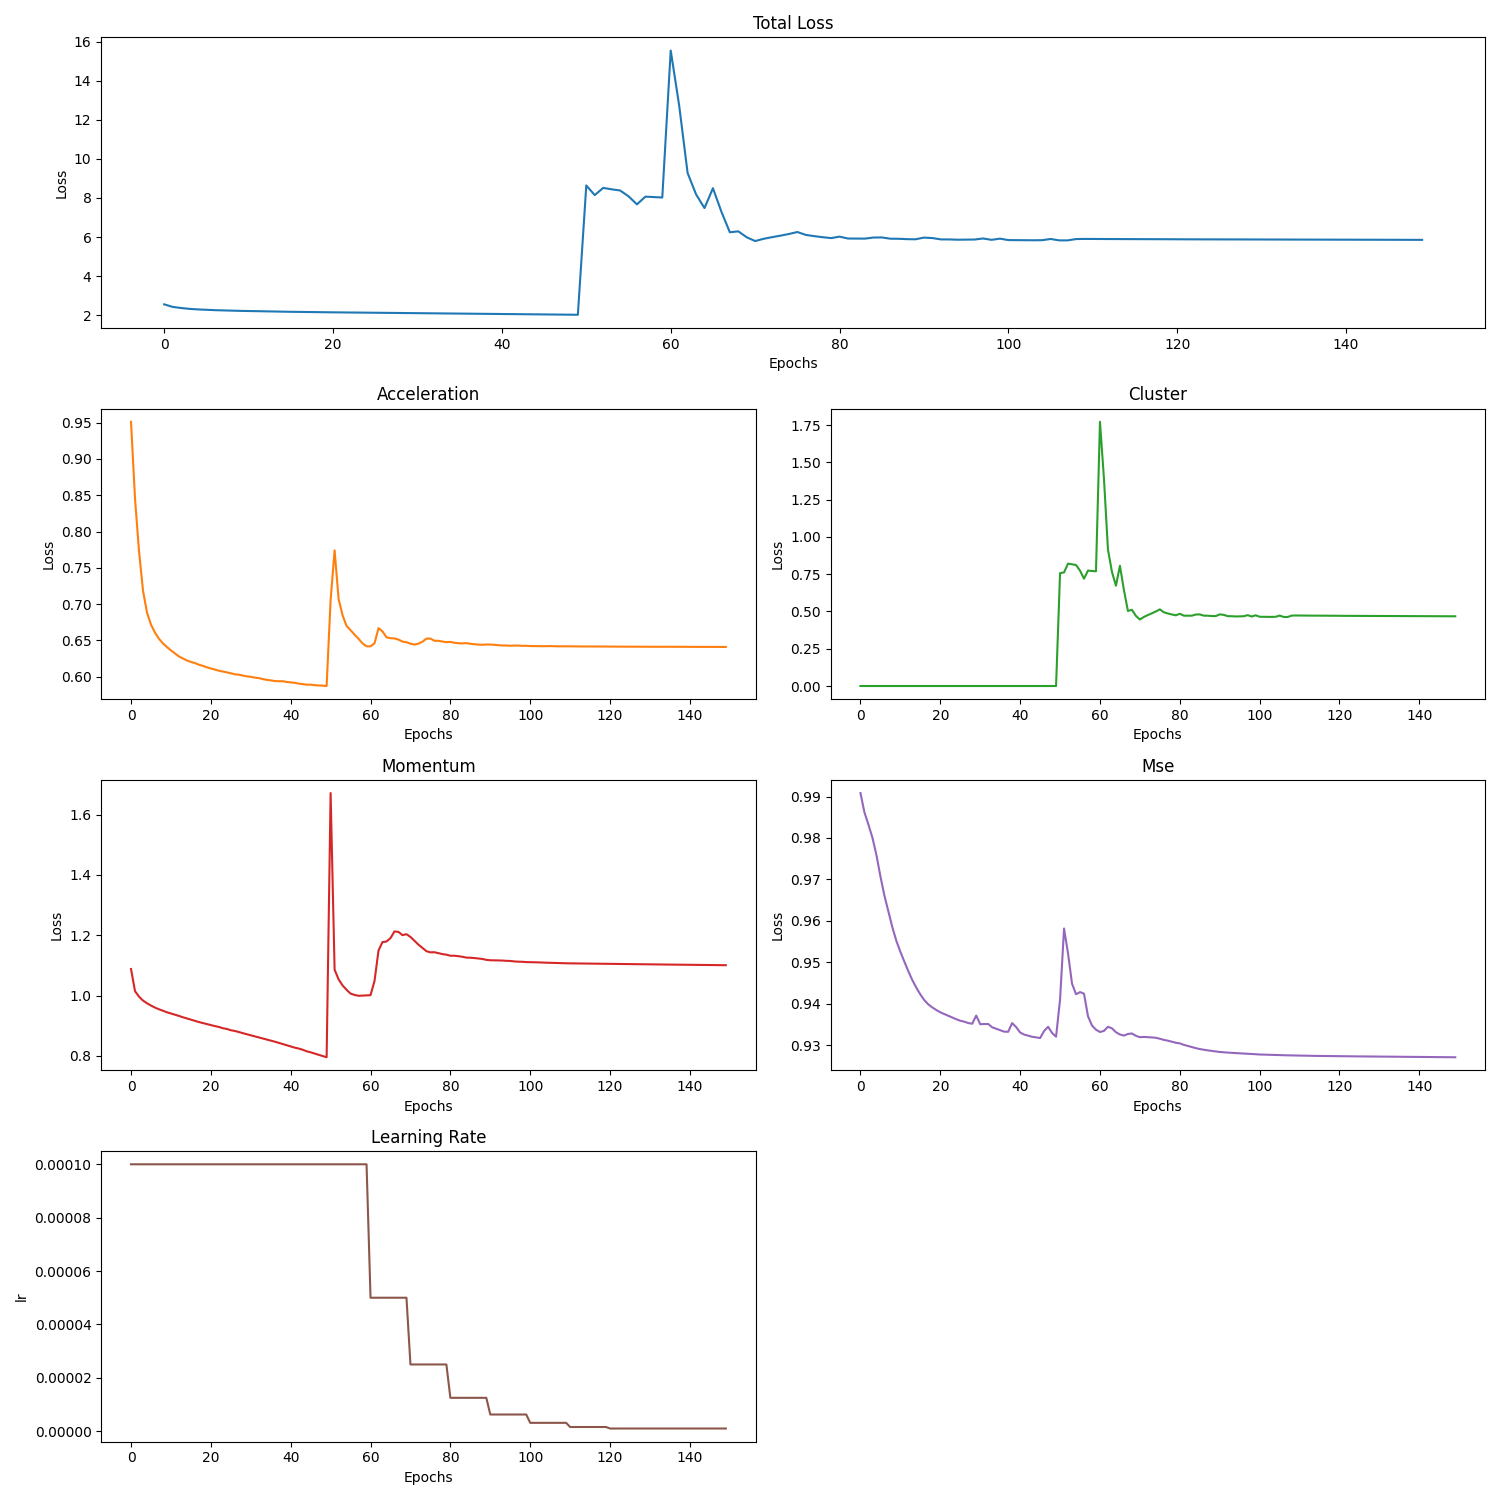 Total Loss
Loss
16
14
12
10
8
6
4
2
0 20 40 60 80 100 120 140
Epochs
Acceleration
Loss
0.95
0.90
0.85
0.80
0.75
0.70
0.65
0.60
0 20 40 60 80 100 120 140
Epochs
Cluster
Loss
1.75
1.50
1.25
1.00
0.75
0.50
0.25
0.00
0 20 40 60 80 100 120 140
Epochs
Momentum
Loss
1.6
1.4
1.2
1.0
0.8
0 20 40 60 80 100 120 140
Epochs
Mse
Loss
0.99
0.98
0.97
0.96
0.95
0.94
0.93
0 20 40 60 80 100 120 140
Epochs
Learning Rate
lr
0.00010
0.00008
0.00006
0.00004
0.00002
0.00000
0 20 40 60 80 100 120 140
Epochs